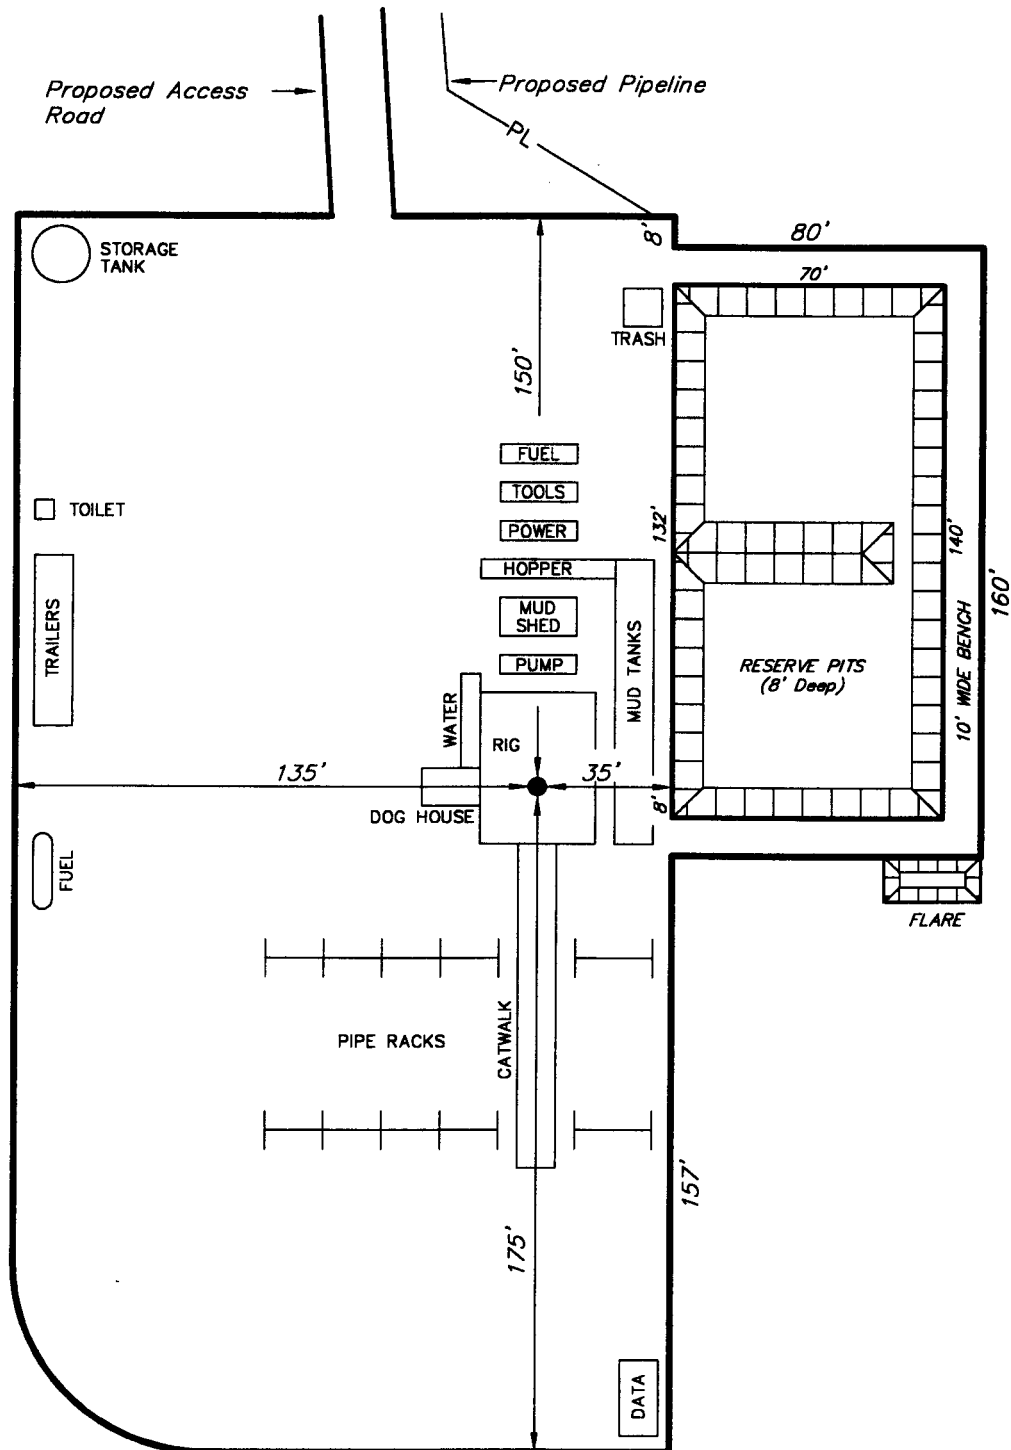 Proposed Access
Road
Proposed Pipeline
PL
STORAGE
TANK
8'
80'
70'
TRASH
150'
FUEL
TOOLS
TOILET
POWER
132'
140'
HOPPER
160'
MUD
SHED
TRAILERS
MUD TANKS
PUMP
RESERVE PITS
(8' Deep)
10' WIDE BENCH
WATER
RIG
135'
35'
8'
DOG HOUSE
FUEL
FLARE
CATWALK
PIPE RACKS
157'
175'
DATA